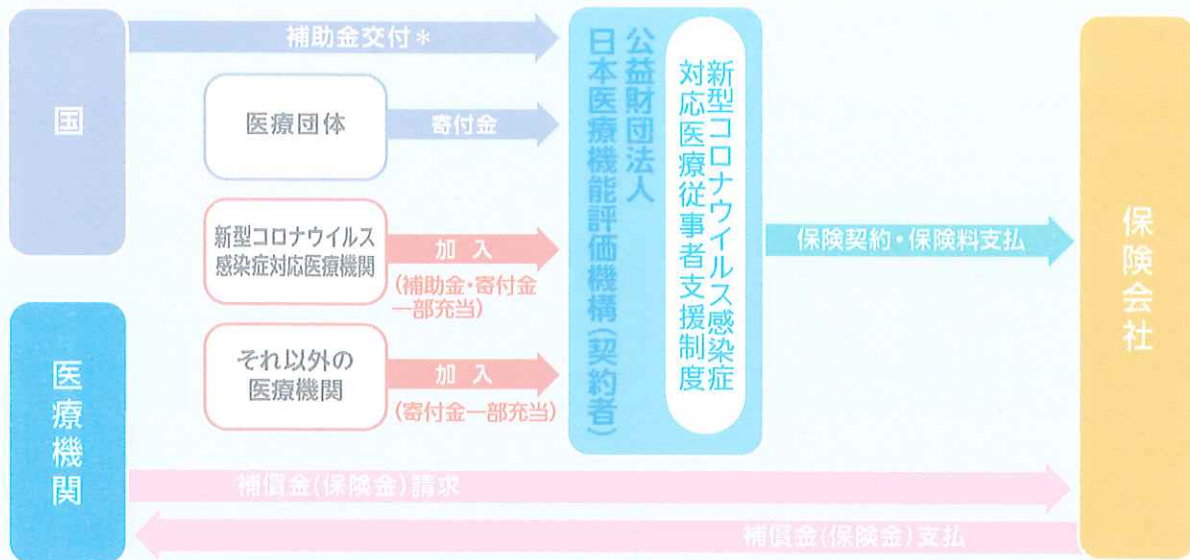 国
補助金交付*
医療団体
寄付金
新型コロナウイルス
感染症対応医療機関
加 入
(補助金・寄付金
一部充当)
それ以外の
医療機関
加 入
(寄付金一部充当)
公益財団法人
日本医療機能評価機構(契約者)
新型コロナウイルス感染症
対応医療従事者支援制度
保険契約・保険料支払
保険会社
医療機関
補償金(保険金)請求
補償金(保険金)支払